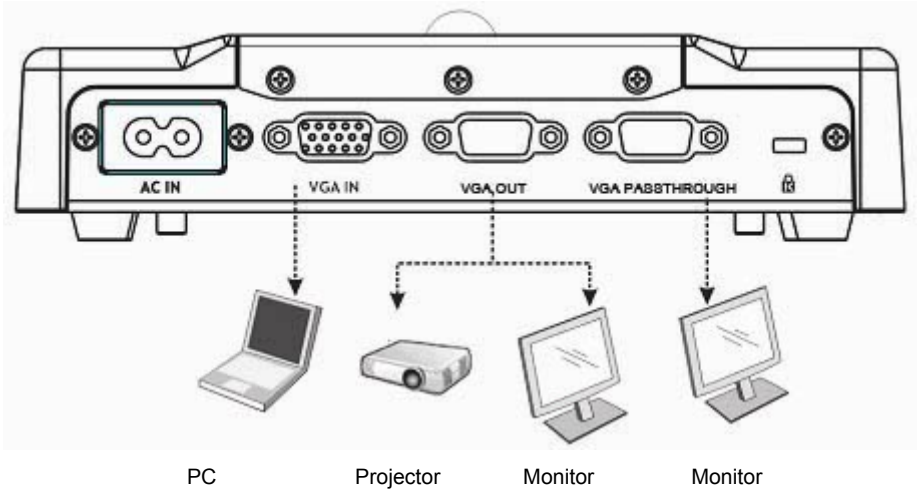 AC IN VGA IN VGA OUT VGA PASSTHROUGH
PC Projector Monitor Monitor